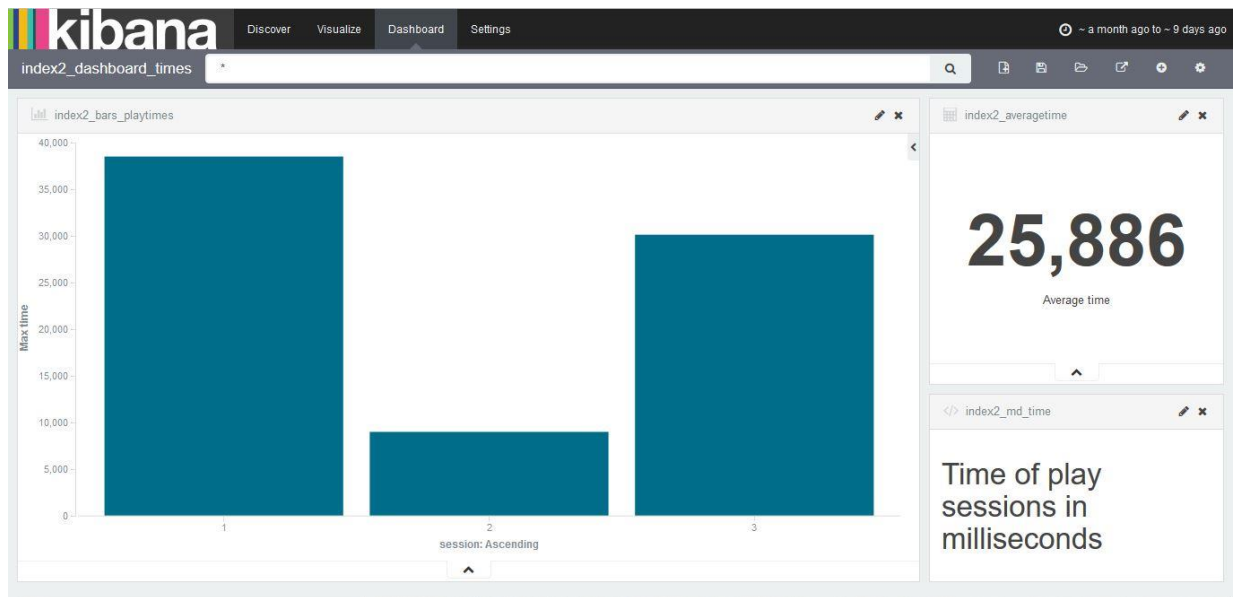 kibana
Discover Visualize Dashboard Settings
~ a month ago to ~ 9 days ago
index2_dashboard_times
*
index2_bars_playtimes
40,000
35,000
30,000
25,000
20,000
15,000
10,000
5,000
0
Max time
1 2 3
session: Ascending
index2_averagetime
25,886
Average time
index2_md_time
Time of play
sessions in
milliseconds